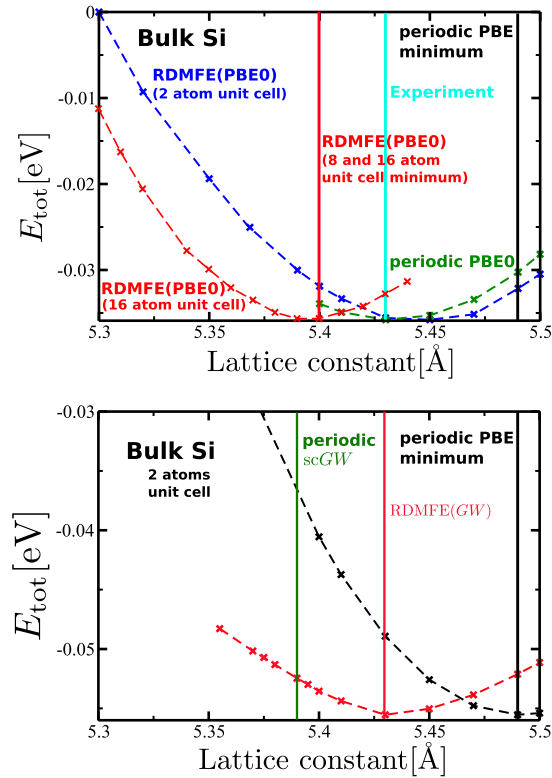 Bulk Si
periodic PBE
minimum
RDMFE(PBE0)
(2 atom unit cell)
Experiment
RDMFE(PBE0)
(8 and 16 atom
unit cell minimum)
periodic PBE0
RDMFE(PBE0)
(16 atom unit cell)
0
-0.01
-0.02
-0.03
E_tot[eV]
5.3
5.35
5.4
5.45
5.5
Lattice constant[Å]
Bulk Si
2 atoms
unit cell
periodic
scGW
periodic PBE
minimum
RDMFE(GW)
-0.03
-0.04
-0.05
E_tot[eV]
5.3
5.35
5.4
5.45
5.5
Lattice constant[Å]